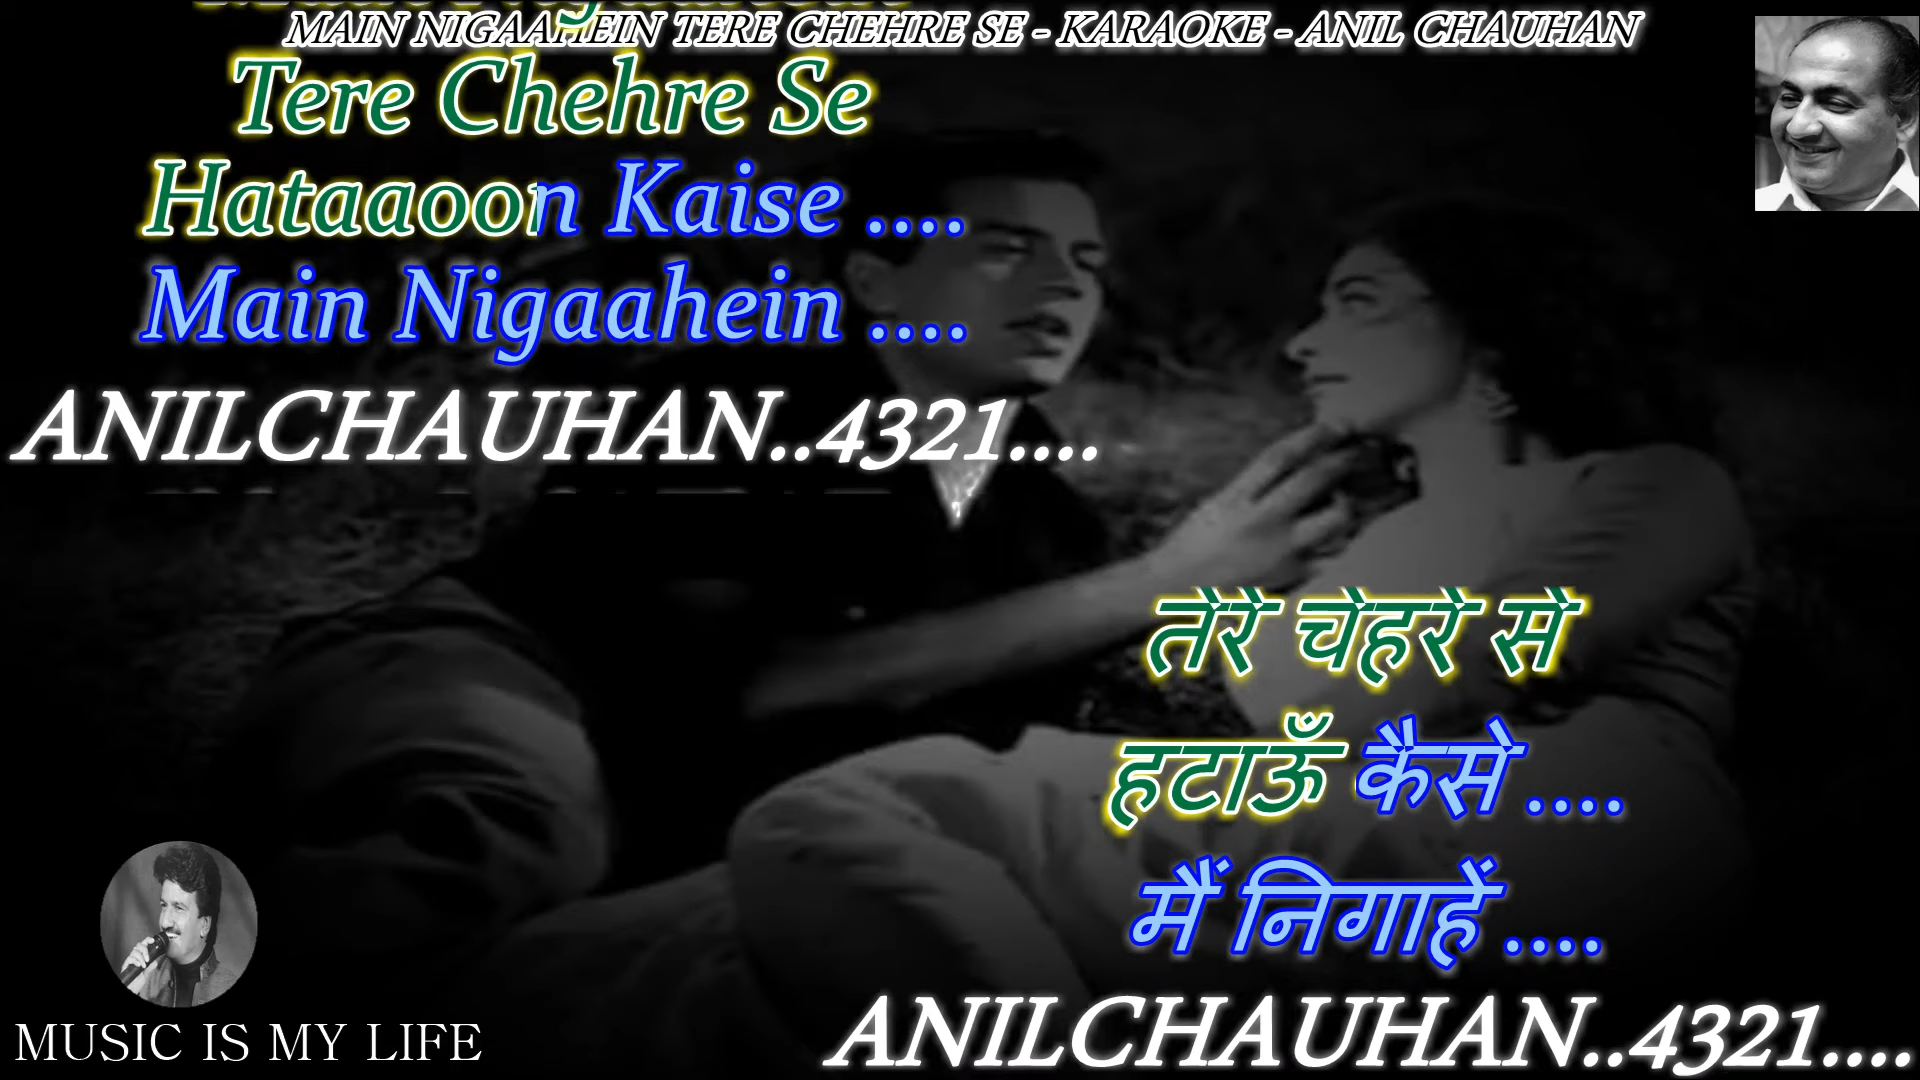 MAIN NIGAAHEIN TERE CHEHRE SE - KARAOKE - ANIL CHAUHAN
Tere Chehre Se
Hataaoon Kaise ....
Main Nigaahein ....
ANILCHAUHAN..4321....
तेरे चेहरे से
हटाऊँ कैसे ....
मैं निगाहें ....
ANILCHAUHAN..4321....
MUSIC IS MY LIFE